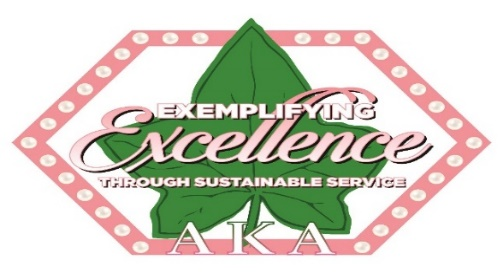 EXEMPLIFYING
Excellence
THROUGH SUSTAINABLE SERVICE
AKA